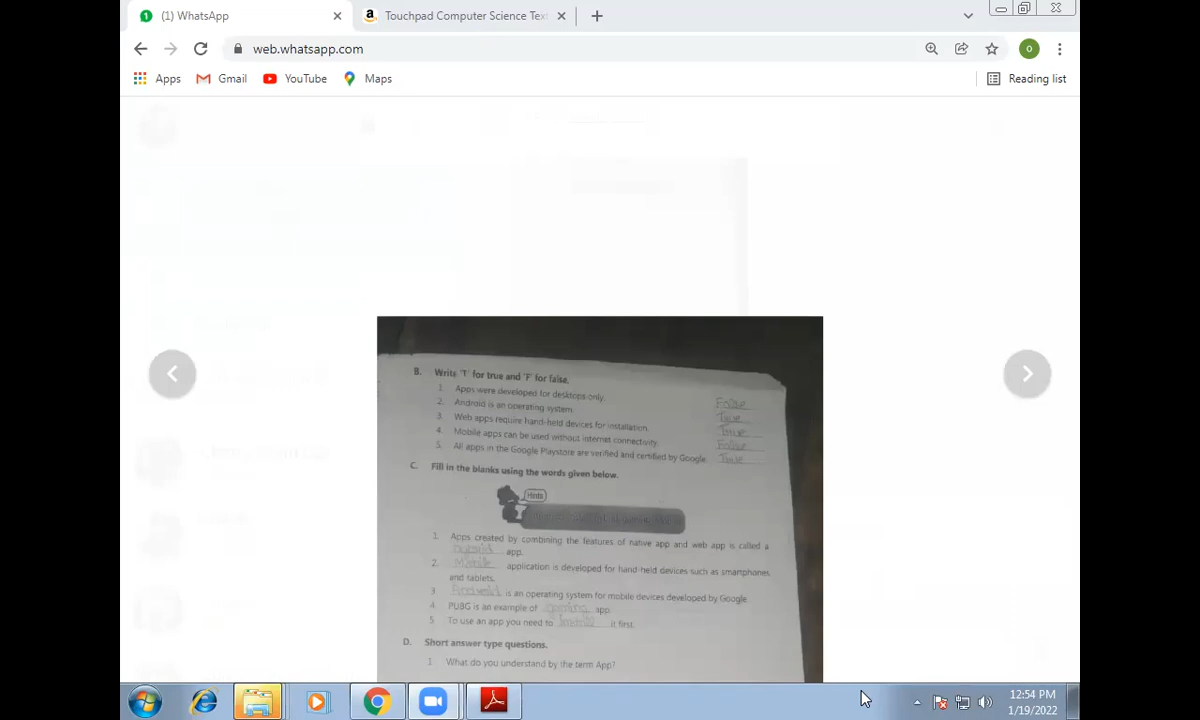 (1) WhatsApp
Touchpad Computer Science Tex
web.whatsapp.com
O
Apps
Gmail
YouTube
Maps
Reading list
B. Write 'T' for true and 'F' for false.
1. Apps were developed for desktops only. False
2. Android is an operating system. True
3. Web apps require hand-held devices for installation. True
4. Mobile apps can be used without internet connectivity. False
5. All apps in the Google Playstore are verified and certified by Google. True
C. Fill in the blanks using the words given below.
Hints
1. Apps created by combining the features of native app and web app is called a
hybrid app.
2. Mobile application is developed for hand-held devices such as smartphones
and tablets.
3 Android is an operating system for mobile devices developed by Google.
4 PUBG is an example of gaming app.
5 To use an app you need to install it first.
D. Short answer type questions.
1 What do you understand by the term App?
12:54 PM
1/19/2022